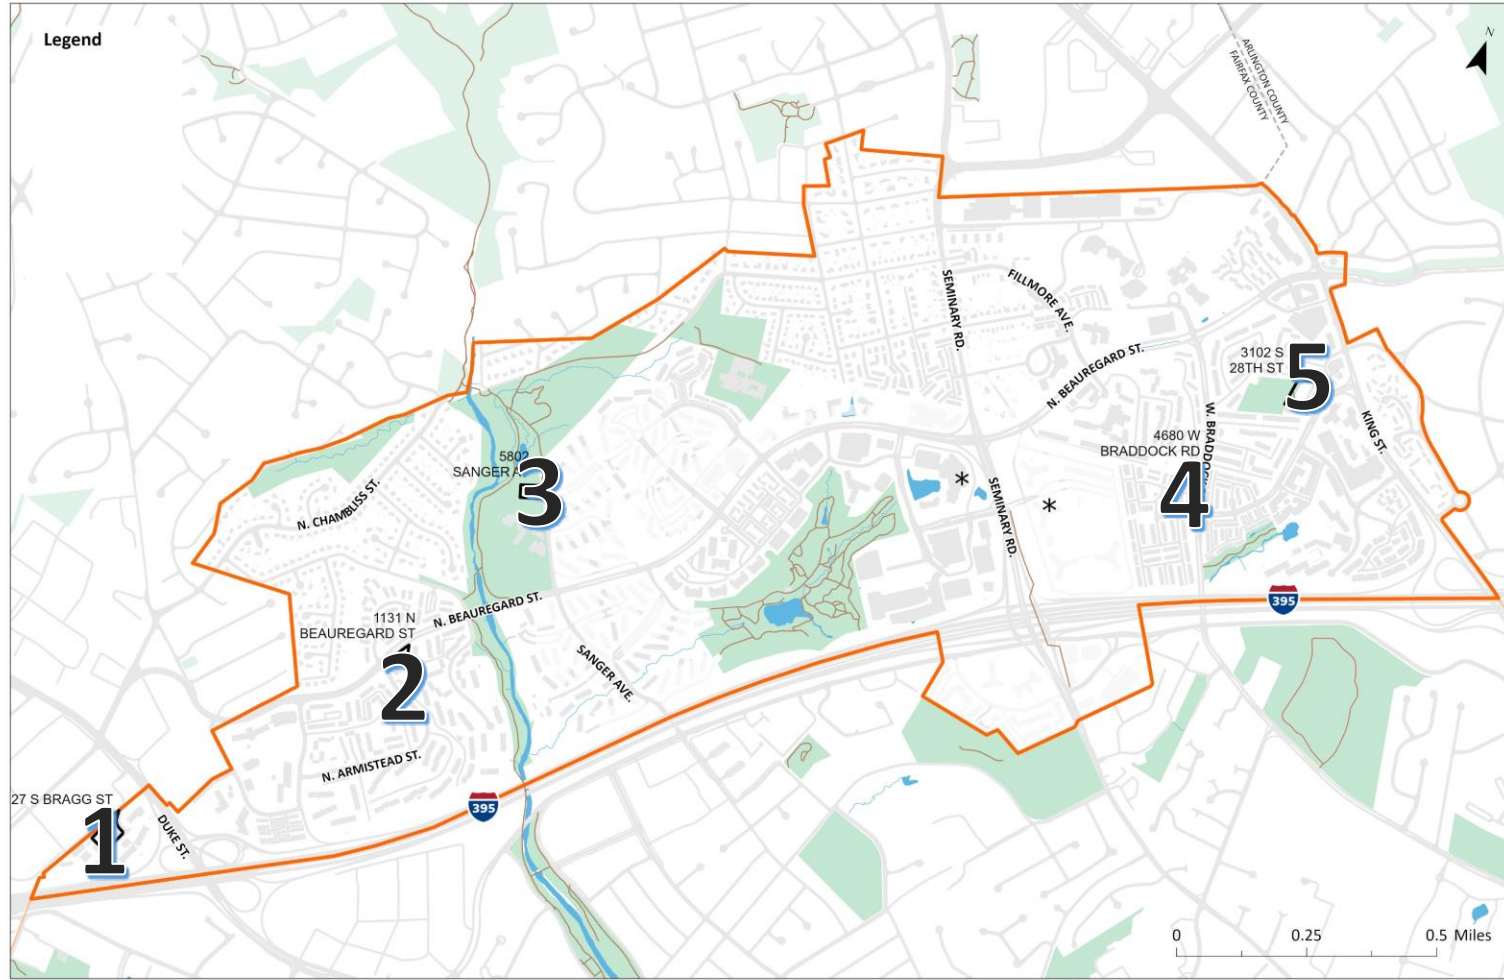 Legend
N
ARLINGTON COUNTY
FAIRFAX COUNTY
SEMINARY RD.
FILLMORE AVE.
N. BEAUREGARD ST.
3102 S
28TH ST
5
KING ST.
W. BRADDOCK
4680 W
BRADDOCK RD
4
5802
SANGER A
3
N. CHAMBLISS ST.
SEMINARY RD.
395
N. BEAUREGARD ST.
1131 N
BEAUREGARD ST
2
SANGER AVE.
N. ARMISTEAD ST.
27 S BRAGG ST
1
DUKE ST.
395
0 0.25 0.5 Miles